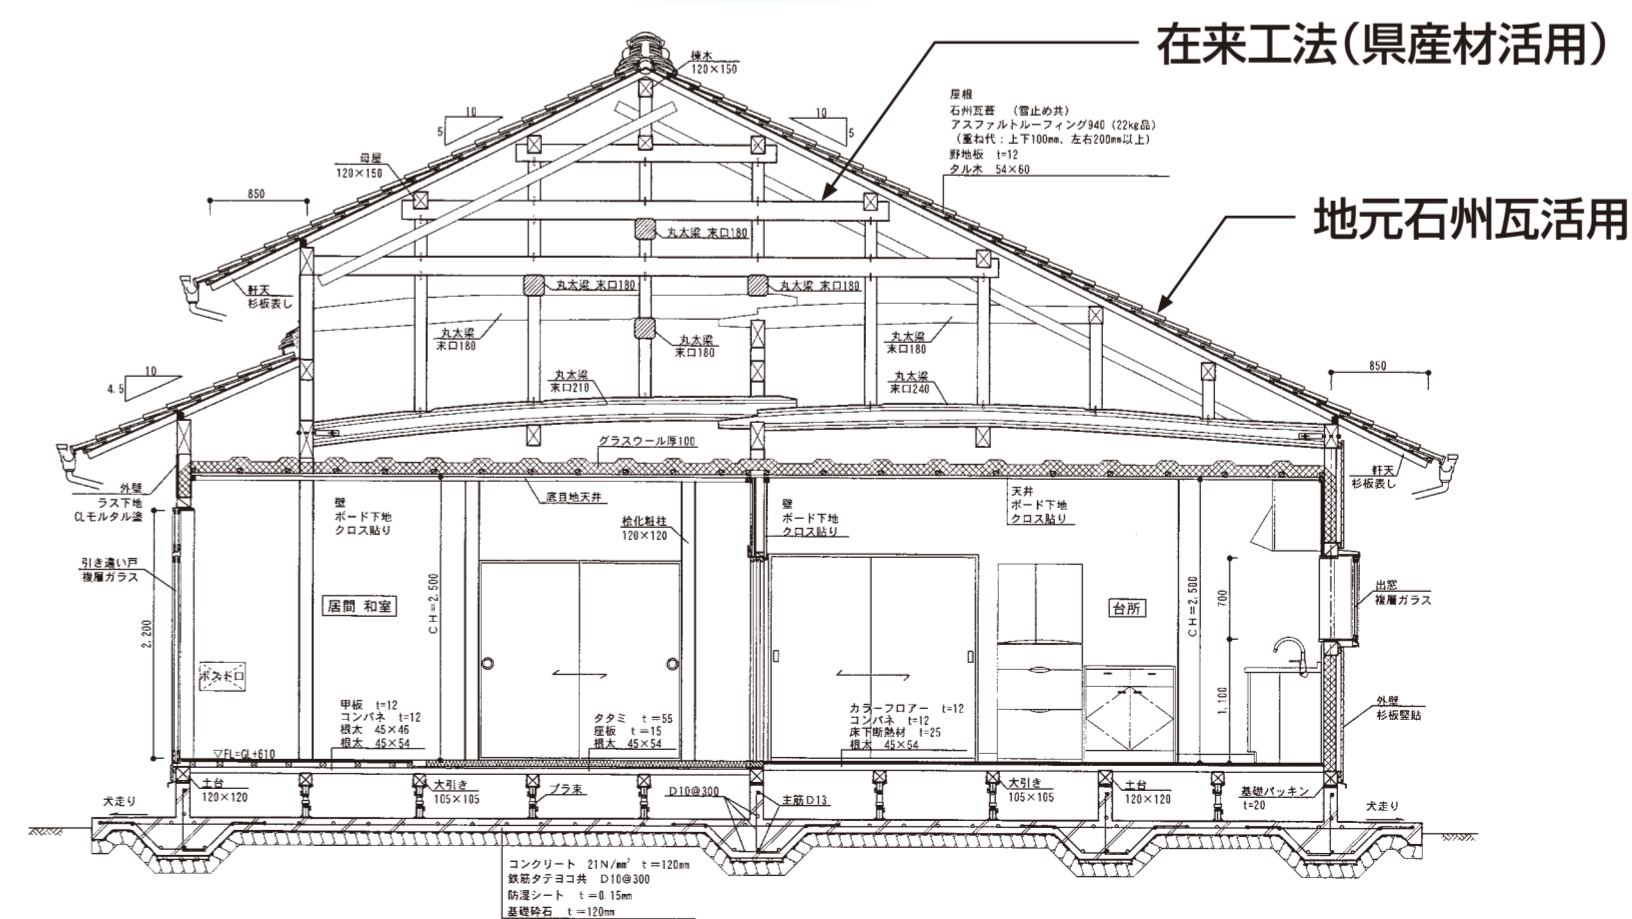 在来工法（県産材活用）
棟木
120×150
屋根
石州瓦葺　（雪止め共）
アスファルトルーフィング940（22kg品）
（重ね代：上下100mm、左右200mm以上）
野地板　t=12
タル木　54×60
10
5
10
5
母屋
120×150
850
地元石州瓦活用
丸太梁 末口180
丸太梁 末口180
丸太梁 末口180
軒天
杉板表し
丸太梁
末口180
丸太梁
末口180
丸太梁
末口180
10
4.5
850
丸太梁
末口210
丸太梁
末口240
グラスウール厚100
軒天
杉板表し
外壁
ラス下地
CLモルタル塗
壁
ボード下地
クロス貼り
底目地天井
桧化粧柱
120×120
壁
ボード下地
クロス貼り
天井
ボード下地
クロス貼り
引き違い戸
複層ガラス
2,200
居間 和室
CH=2,500
台所
CH=2,500
700
1,100
出窓
複層ガラス
外壁
杉板竪貼
甲板　t=12
コンパネ　t=12
根太　45×46
根太　45×54
タタミ　t=55
座板　t=15
根太　45×54
カラーフロアー　t=12
コンパネ　t=12
床下断熱材　t=25
根太　45×54
▽FL=GL+610
土台
120×120
大引き
105×105
プラ束
D10@300
主筋D13
大引き
105×105
土台
120×120
基礎パッキン
t=20
犬走り
犬走り
コンクリート　21N/mm²　t=120mm
鉄筋タテヨコ共　D10@300
防湿シート　t=0.15mm
基礎砕石　t=120mm